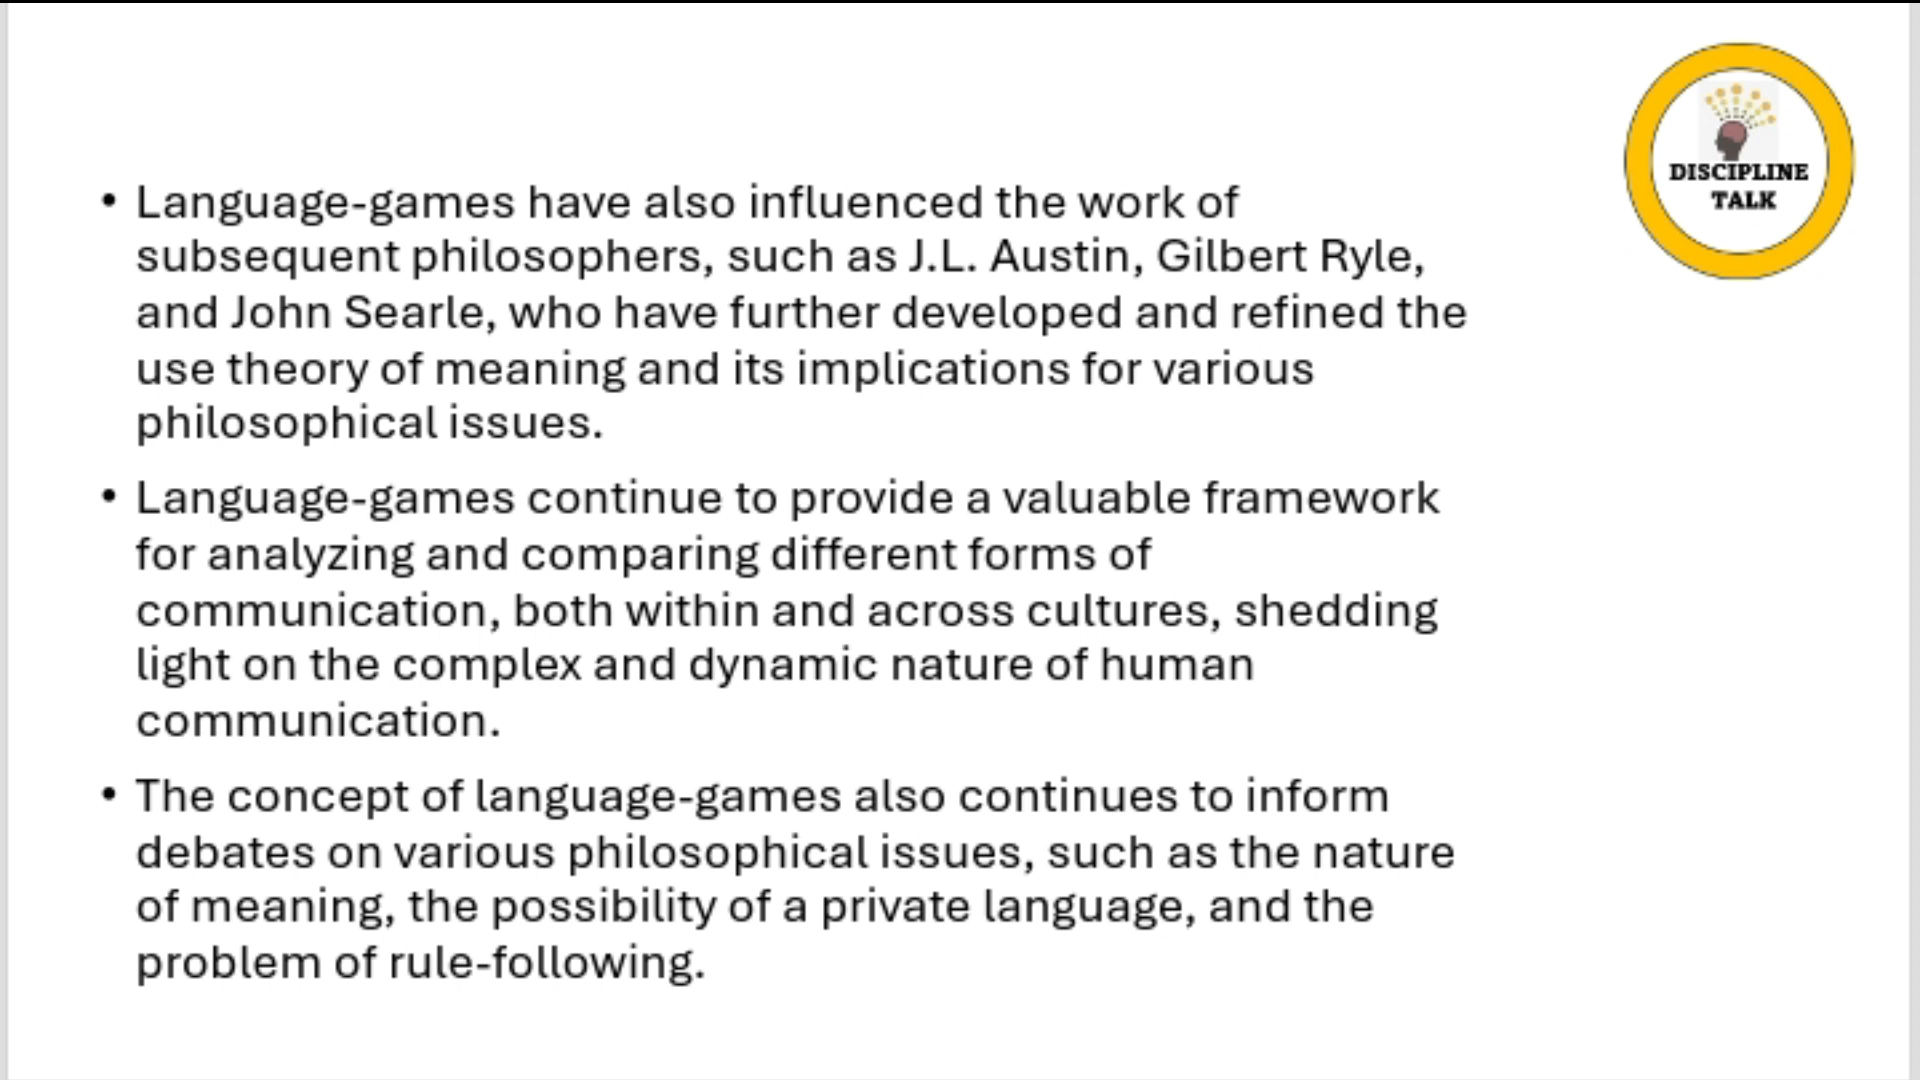 DISCIPLINE
TALK
• Language-games have also influenced the work of
subsequent philosophers, such as J.L. Austin, Gilbert Ryle,
and John Searle, who have further developed and refined the
use theory of meaning and its implications for various
philosophical issues.
• Language-games continue to provide a valuable framework
for analyzing and comparing different forms of
communication, both within and across cultures, shedding
light on the complex and dynamic nature of human
communication.
• The concept of language-games also continues to inform
debates on various philosophical issues, such as the nature
of meaning, the possibility of a private language, and the
problem of rule-following.